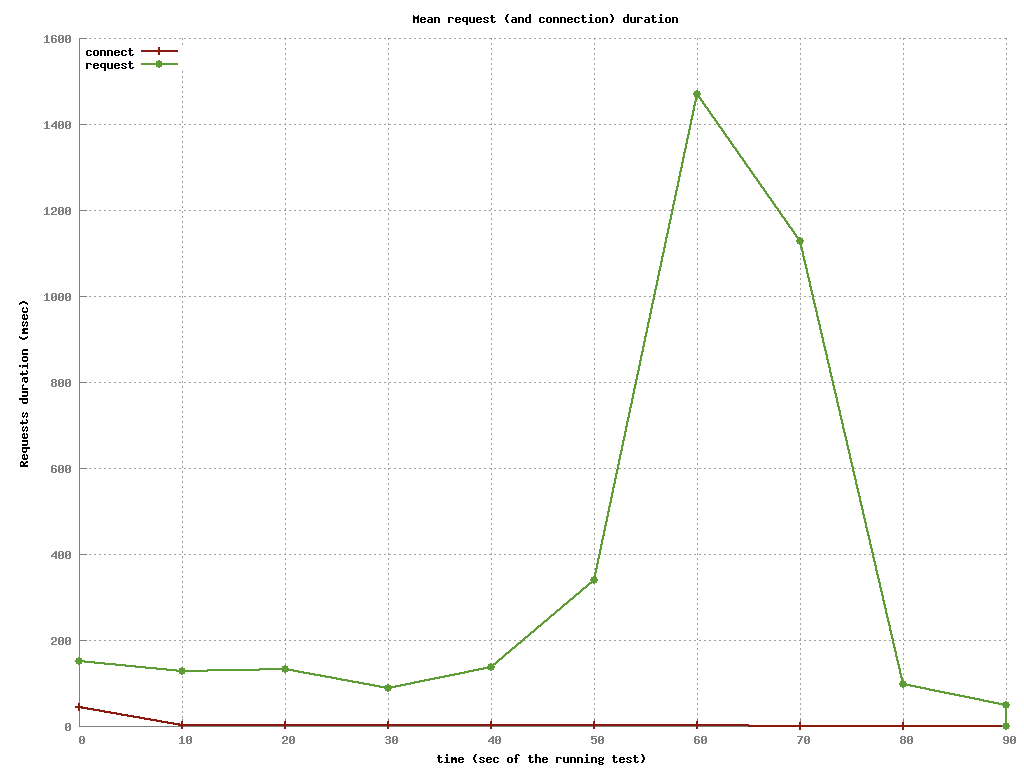 Mean request (and connection) duration
connect
request
1600
1400
1200
1000
800
600
400
200
0
Requests duration (msec)
0 10 20 30 40 50 60 70 80 90
time (sec of the running test)